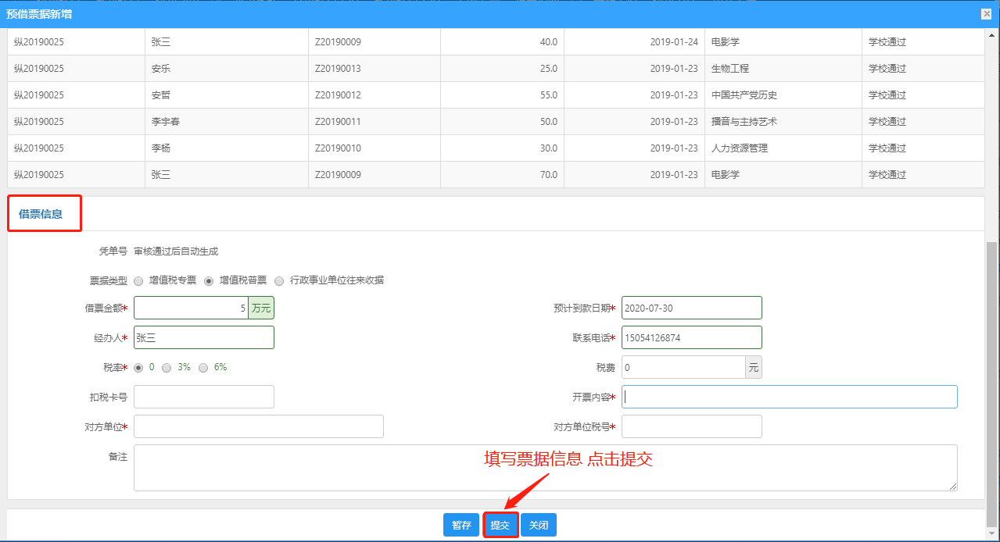 预借票据新增
纵20190025 张三 Z20190009 40.0 2019-01-24 电影学 学校通过
纵20190025 安乐 Z20190013 25.0 2019-01-23 生物工程 学校通过
纵20190025 安哲 Z20190012 55.0 2019-01-23 中国共产党历史 学校通过
纵20190025 李宇春 Z20190011 50.0 2019-01-23 播音与主持艺术 学校通过
纵20190025 李杨 Z20190010 30.0 2019-01-23 人力资源管理 学校通过
纵20190025 张三 Z20190009 70.0 2019-01-23 电影学 学校通过
借票信息
凭单号 审核通过后自动生成
票据类型 增值税专票 增值税普票 行政事业单位往来收据
借票金额* 5 万元 预计到款日期* 2020-07-30
经办人* 张三 联系电话* 15054126874
税率* 0 3% 6% 税费 0 元
扣税卡号 开票内容*
对方单位* 对方单位税号*
备注
填写票据信息 点击提交
暂存 提交 关闭